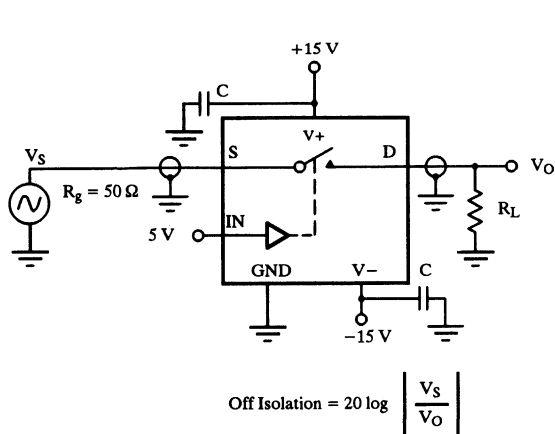 +15 V
C
V+
VS
S
D
VO
Rg = 50 Ω
RL
IN
5 V
GND
V−
C
−15 V
Off Isolation = 20 log | VS
VO |